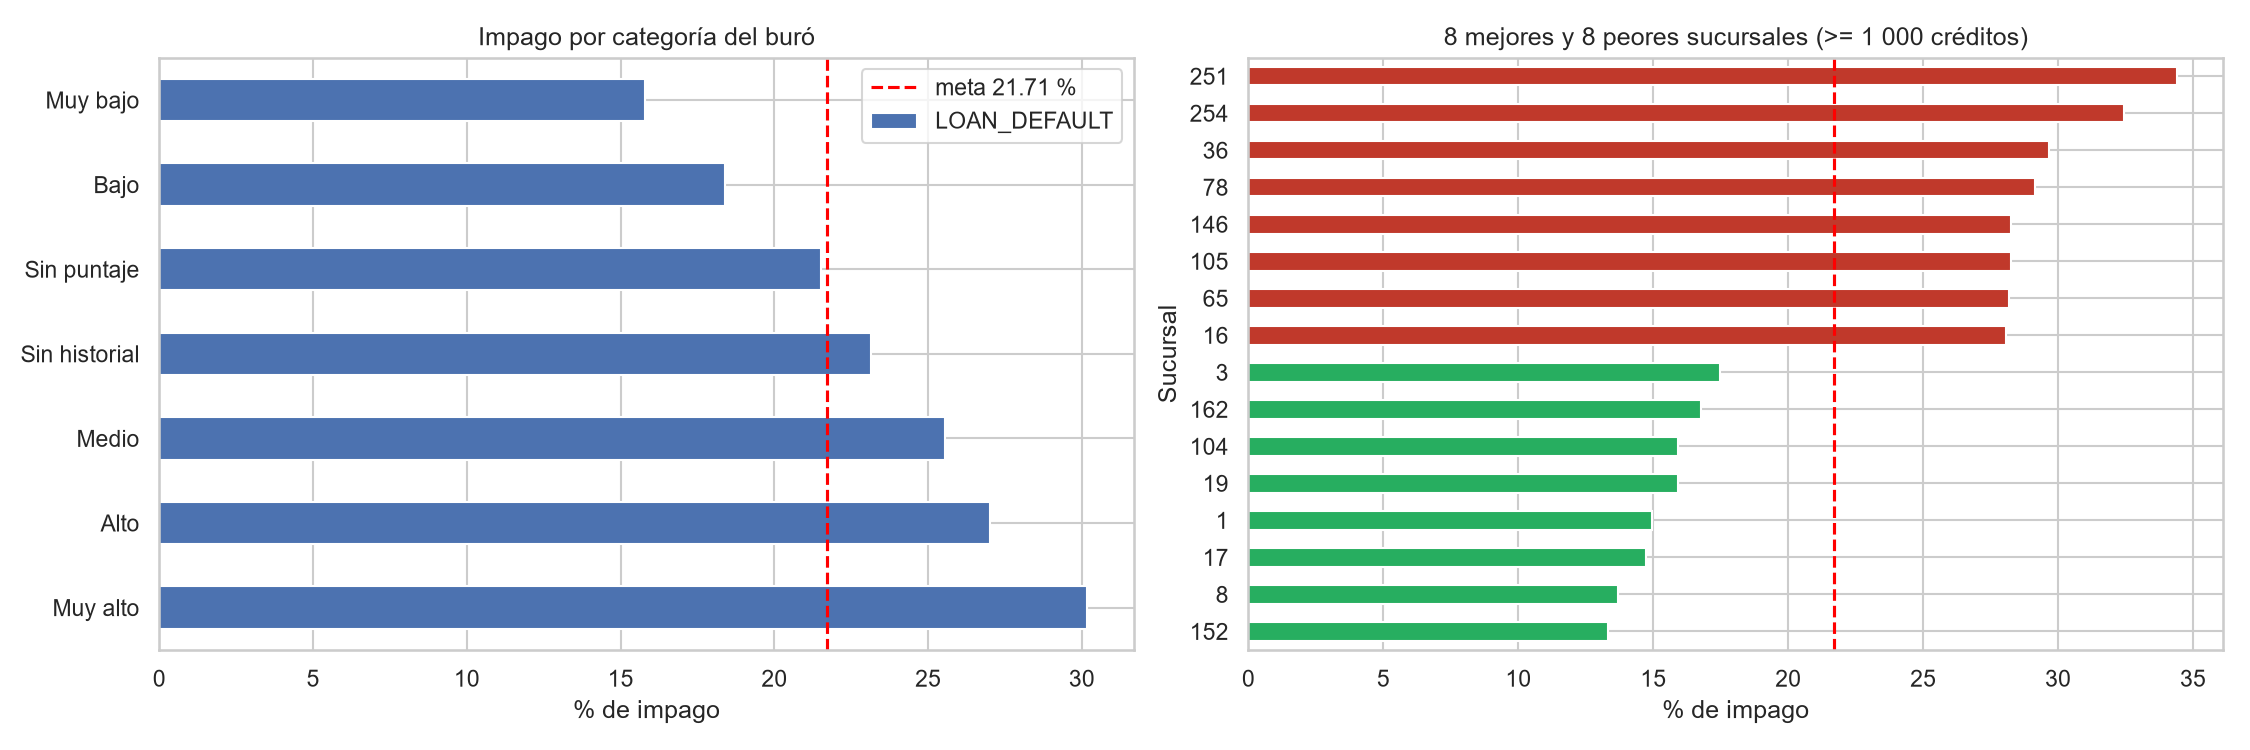 Impago por categoría del buró
meta 21.71 %
LOAN_DEFAULT
Muy bajo
Bajo
Sin puntaje
Sin historial
Medio
Alto
Muy alto
0 5 10 15 20 25 30
% de impago
8 mejores y 8 peores sucursales (>= 1 000 créditos)
Sucursal
251
254
36
78
146
105
65
16
3
162
104
19
1
17
8
152
0 5 10 15 20 25 30 35
% de impago